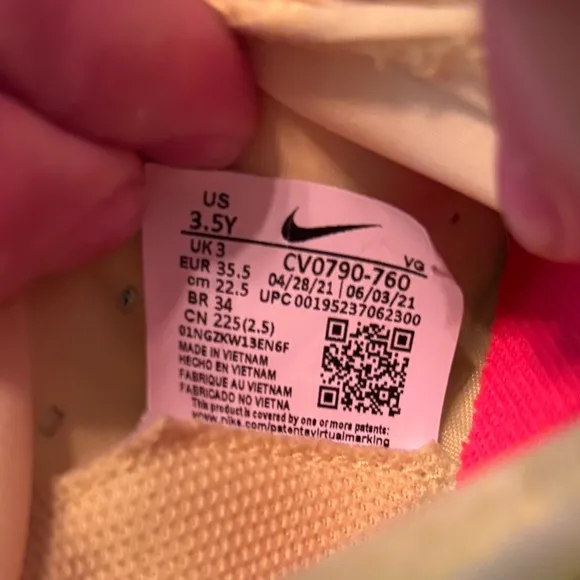 US
3.5Y
UK 3
EUR 35.5
cm 22.5
BR 34
CN 225(2.5)
01NGZKW13EN6F
VG
CV0790-760
04/28/21 | 06/03/21
UPC 00195237062300
MADE IN VIETNAM
HECHO EN VIETNAM
FABRIQUE AU VIETNAM
FABRICADO NO VIETNA
This product is covered by one or more patents:
www.nike.com/patentsvirtualmarking